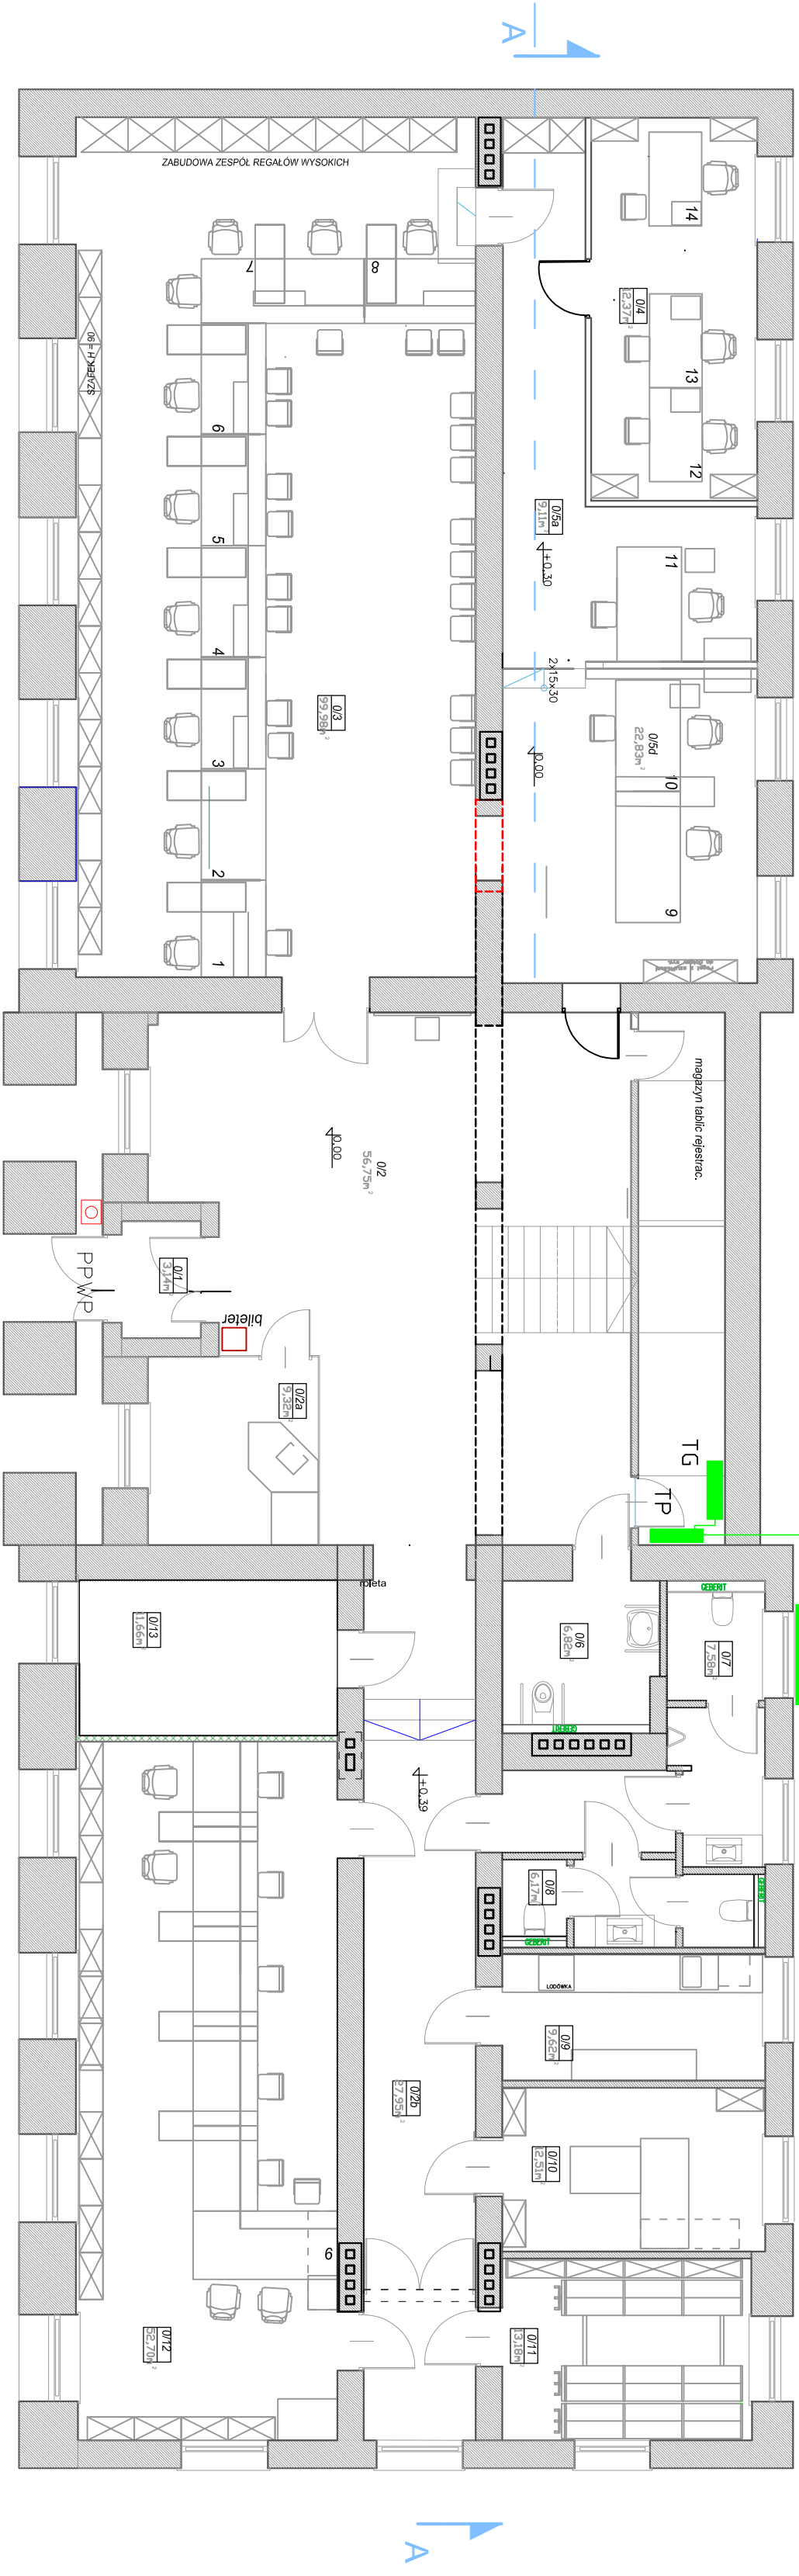 A
ZABUDOWA ZESPÓŁ REGAŁÓW WYSOKICH
14
0/4
12,37m²
13
12
7
8
SZAFEK H = 90
6
5
4
3
2
1
0/3
99,98m²
0/5a
9,11m²
+0,30
11
2x15x30
0/5d
22,83m²
±0.00
10
9
magazyn tablic rejestrac.
0/2
56,75m²
±0.00
PPWP
0/1
3,14m²
bileter
0/2a
9,32m²
TG
TP
roleta
0/13
11,66m²
0/6
6,82m²
GEBERIT
0/7
7,58m²
GEBERIT
+0.39
0/8
6,17m²
GEBERIT
GEBERIT
LODÓWKA
0/9
9,62m²
0/2b
27,95m²
0/10
12,51m²
9
0/12
52,70m²
0/11
13,18m²
A